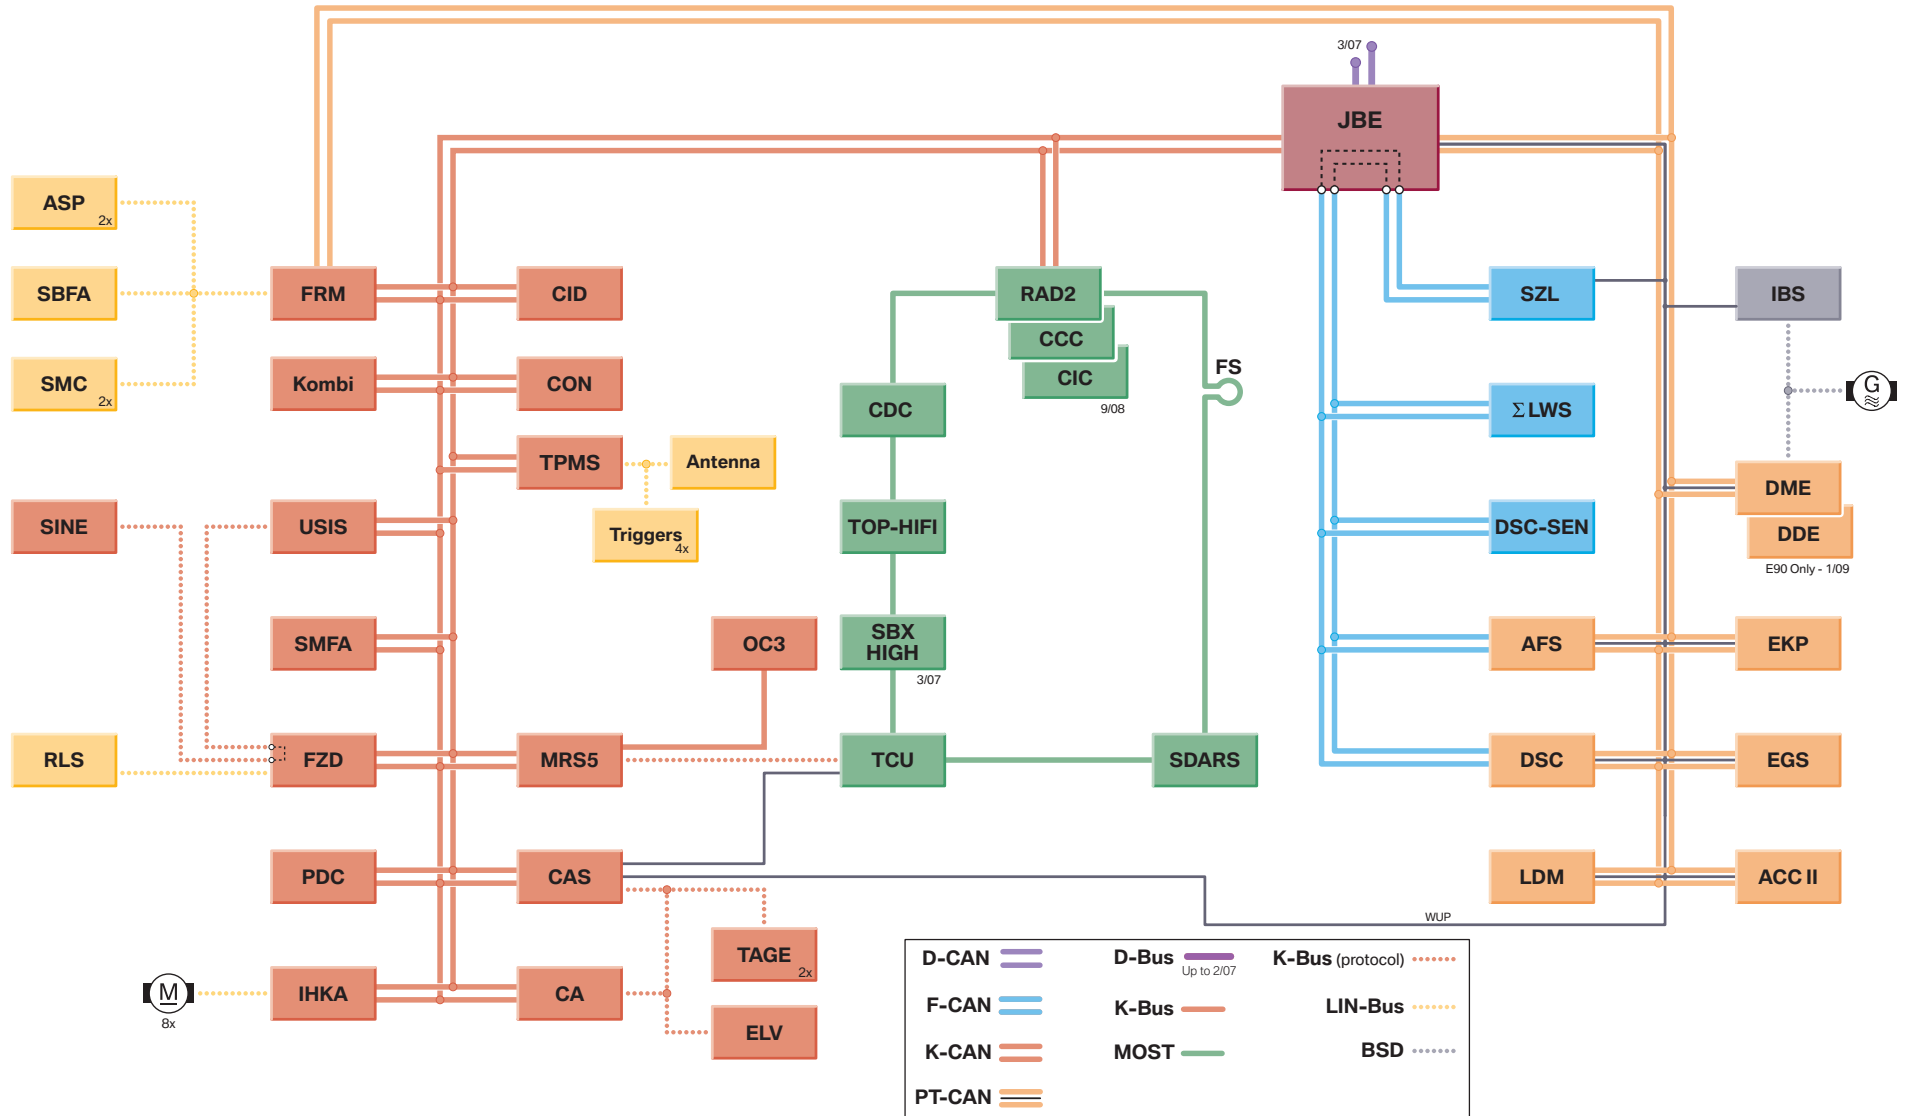 3/07
JBE
ASP
2x
SBFA
FRM
CID
RAD2
SZL
IBS
CCC
SMC
2x
Kombi
CON
CIC
9/08
FS
G
CDC
ΣLWS
TPMS
Antenna
DME
SINE
USIS
Triggers
4x
TOP-HIFI
DSC-SEN
DDE
E90 Only - 1/09
SMFA
OC3
SBX
HIGH
3/07
AFS
EKP
RLS
FZD
MRS5
TCU
SDARS
DSC
EGS
PDC
CAS
LDM
ACC II
WUP
TAGE
2x
M
8x
IHKA
CA
ELV
D-CAN
D-Bus
Up to 2/07
K-Bus (protocol)
F-CAN
K-Bus
LIN-Bus
K-CAN
MOST
BSD
PT-CAN